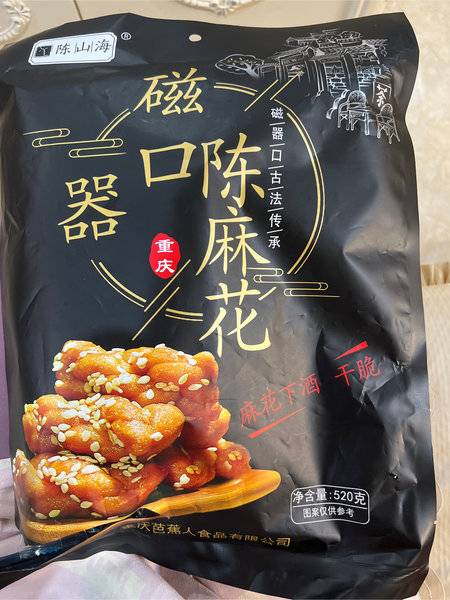 陈山海®
磁器口
陈麻花
磁器口古法传承
重庆
麻花下酒 干脆
净含量:520克
图案仅供参考
庆芭蕉人食品有限公司